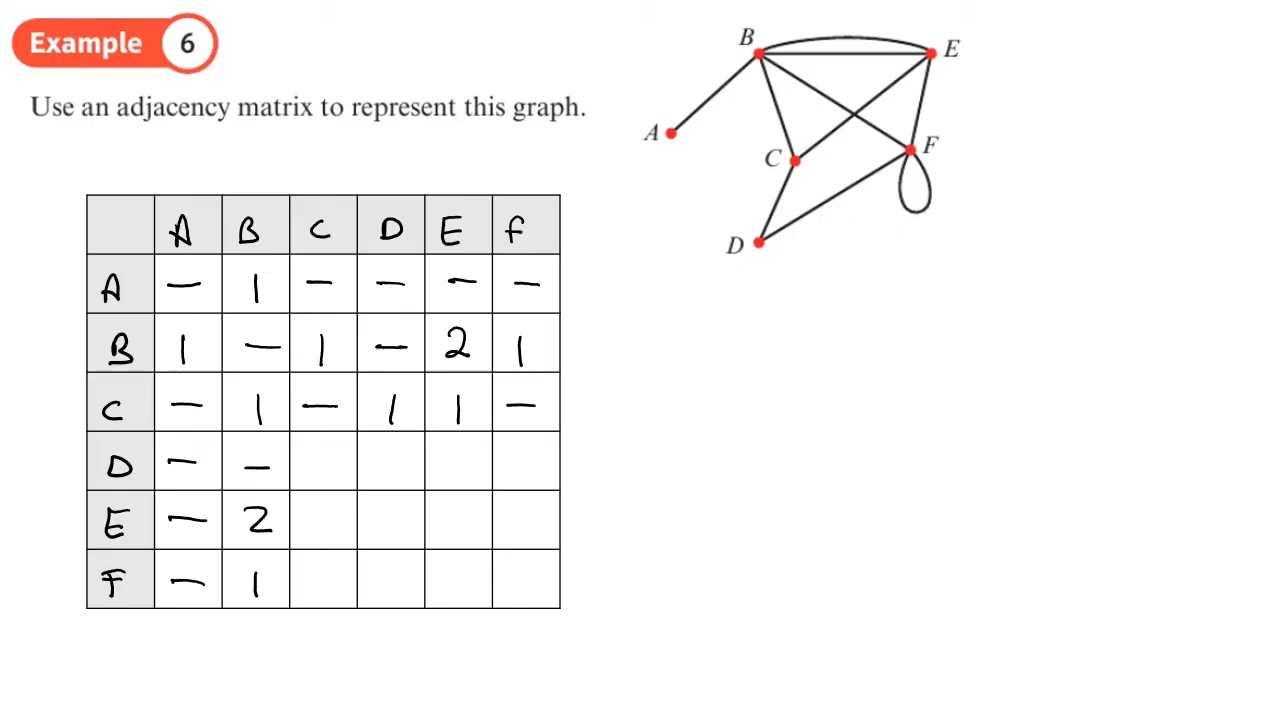 Example 6
Use an adjacency matrix to represent this graph.
B
E
A
F
C
D
A B C D E F
A – 1 – – – –
B 1 – 1 – 2 1
C – 1 – 1 1 –
D – –
E – 2
F – 1